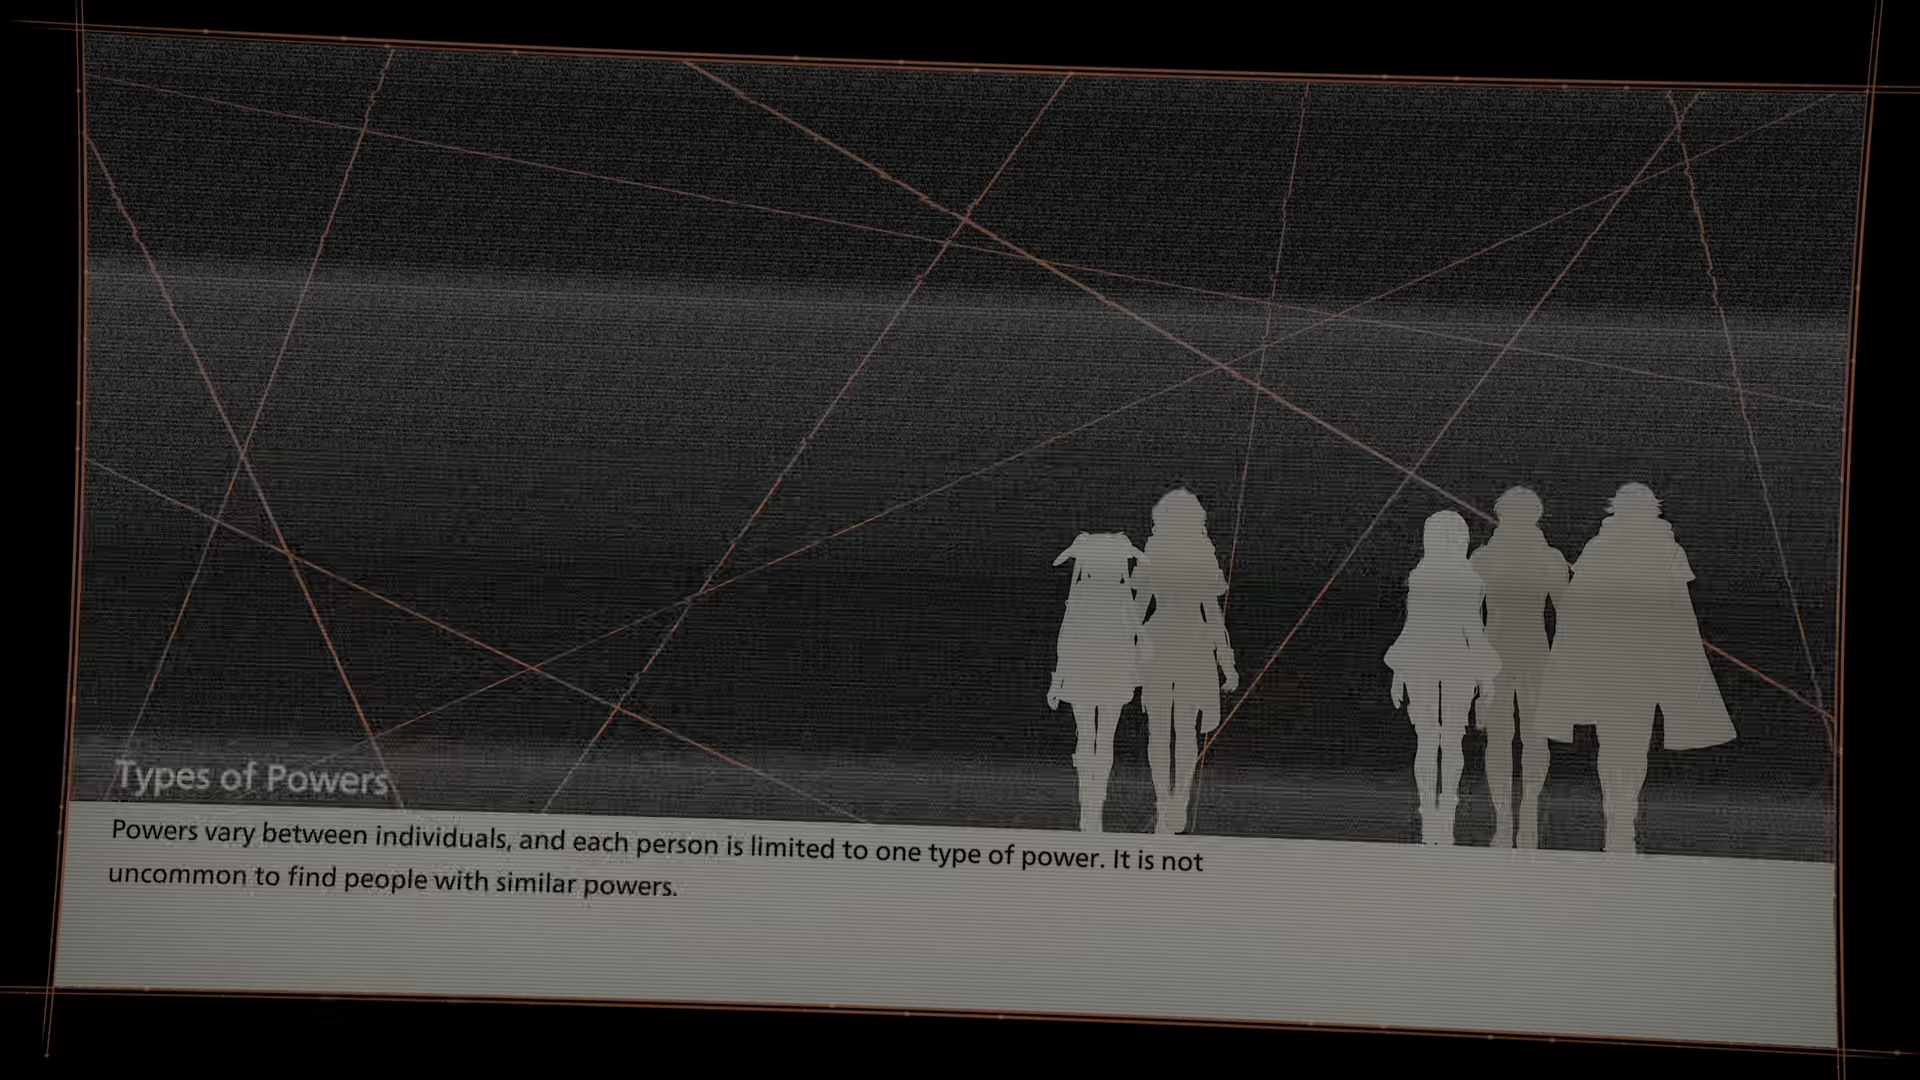 Types of Powers
Powers vary between individuals, and each person is limited to one type of power. It is not
uncommon to find people with similar powers.